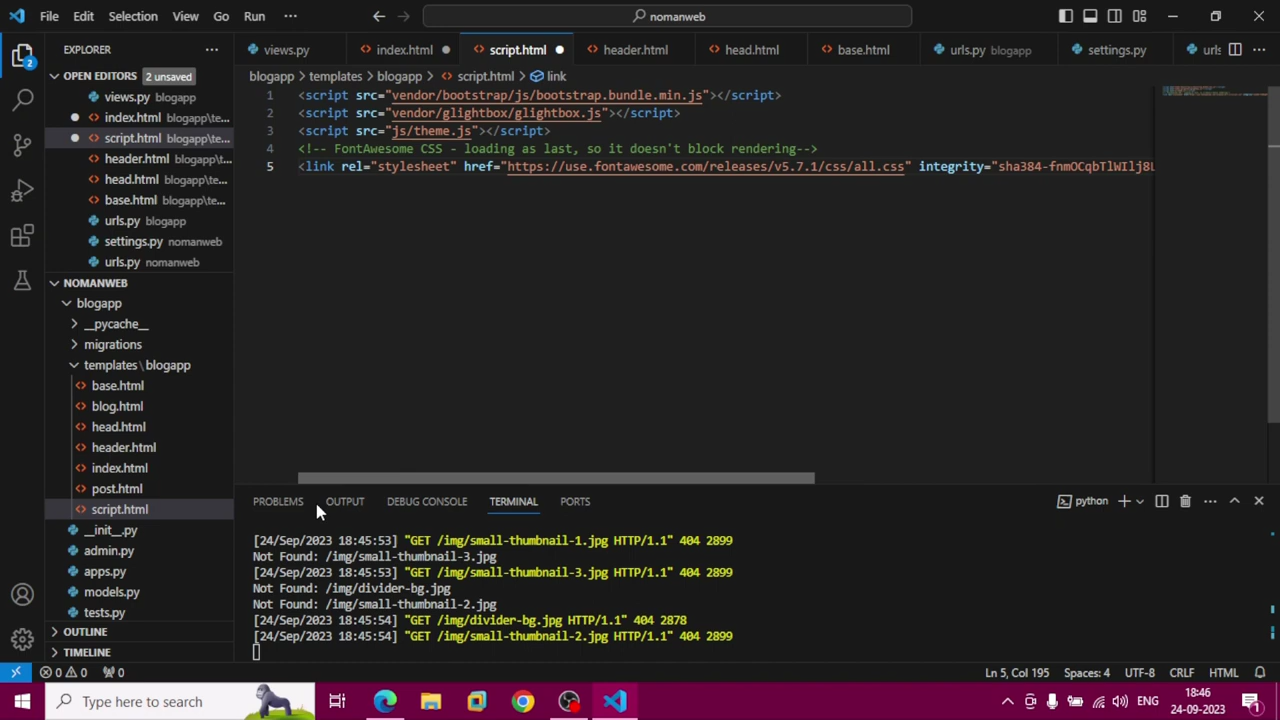 File Edit Selection View Go Run ··· nomanweb
EXPLORER ··· views.py index.html script.html header.html head.html base.html urls.py blogapp settings.py urls ···
OPEN EDITORS 2 unsaved
blogapp > templates > blogapp > script.html > link
views.py blogapp
index.html blogapp\te...
script.html blogapp\te...
header.html blogapp\te...
head.html blogapp\te...
base.html blogapp\te...
urls.py blogapp
settings.py nomanweb
urls.py nomanweb
1 <script src="vendor/bootstrap/js/bootstrap.bundle.min.js"></script>
2 <script src="vendor/glightbox/glightbox.js"></script>
3 <script src="js/theme.js"></script>
4 <!-- FontAwesome CSS - loading as last, so it doesn't block rendering-->
5 <link rel="stylesheet" href="https://use.fontawesome.com/releases/v5.7.1/css/all.css" integrity="sha384-fnmOCqbTlWIlj8L
NOMANWEB
blogapp
__pycache__
migrations
templates\blogapp
base.html
blog.html
head.html
header.html
index.html
post.html
script.html
__init__.py
admin.py
apps.py
models.py
tests.py
OUTLINE
TIMELINE
PROBLEMS OUTPUT DEBUG CONSOLE TERMINAL PORTS python
[24/Sep/2023 18:45:53] "GET /img/small-thumbnail-1.jpg HTTP/1.1" 404 2899
Not Found: /img/small-thumbnail-3.jpg
[24/Sep/2023 18:45:53] "GET /img/small-thumbnail-3.jpg HTTP/1.1" 404 2899
Not Found: /img/divider-bg.jpg
Not Found: /img/small-thumbnail-2.jpg
[24/Sep/2023 18:45:54] "GET /img/divider-bg.jpg HTTP/1.1" 404 2878
[24/Sep/2023 18:45:54] "GET /img/small-thumbnail-2.jpg HTTP/1.1" 404 2899
0 0 0 Ln 5, Col 195 Spaces: 4 UTF-8 CRLF HTML
Type here to search ENG 18:46
24-09-2023 1
2